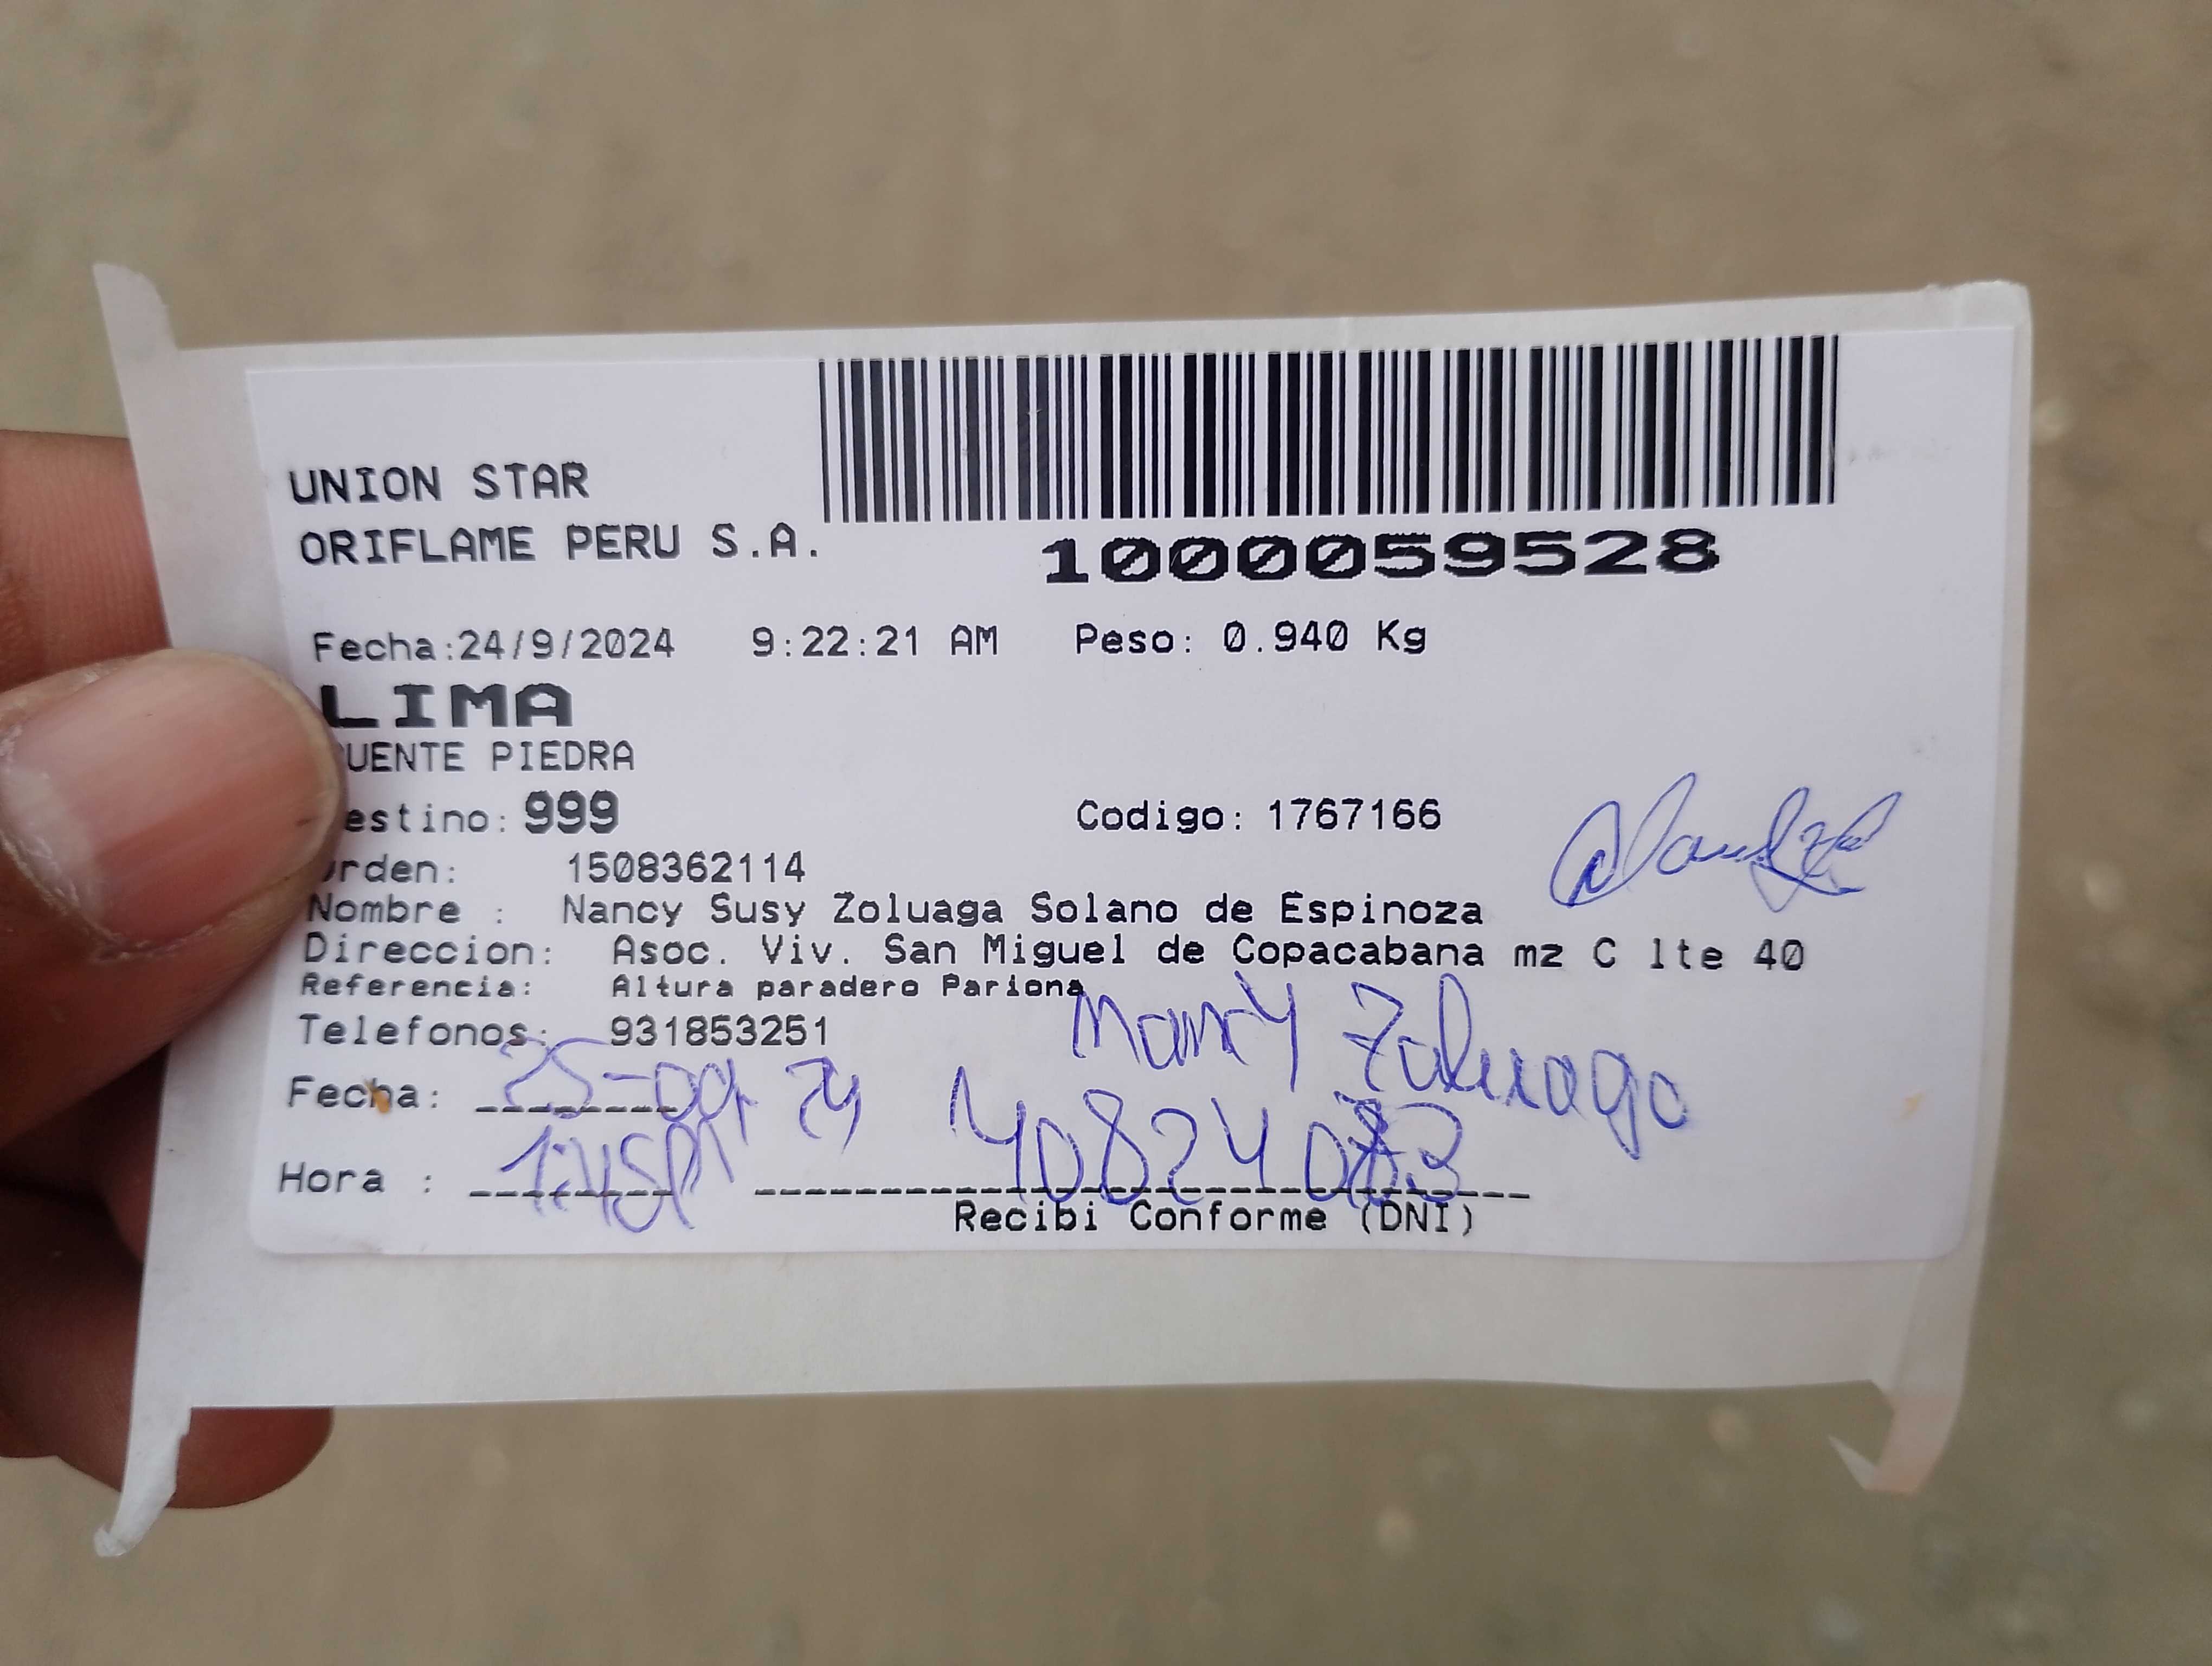 UNION STAR
ORIFLAME PERU S.A.
1000059528
Fecha:24/9/2024 9:22:21 AM Peso: 0.940 Kg
LIMA
UENTE PIEDRA
estino: 999 Codigo: 1767166
rden: 1508362114
Nombre : Nancy Susy Zoluaga Solano de Espinoza
Direccion: Asoc. Viv. San Miguel de Copacabana mz C lte 40
Referencia: Altura paradero Pariona
Telefonos: 931853251
Nancy Zoluaga
Fecha: 25-09-24
Hora : 1:45P
Recibi Conforme (DNI)